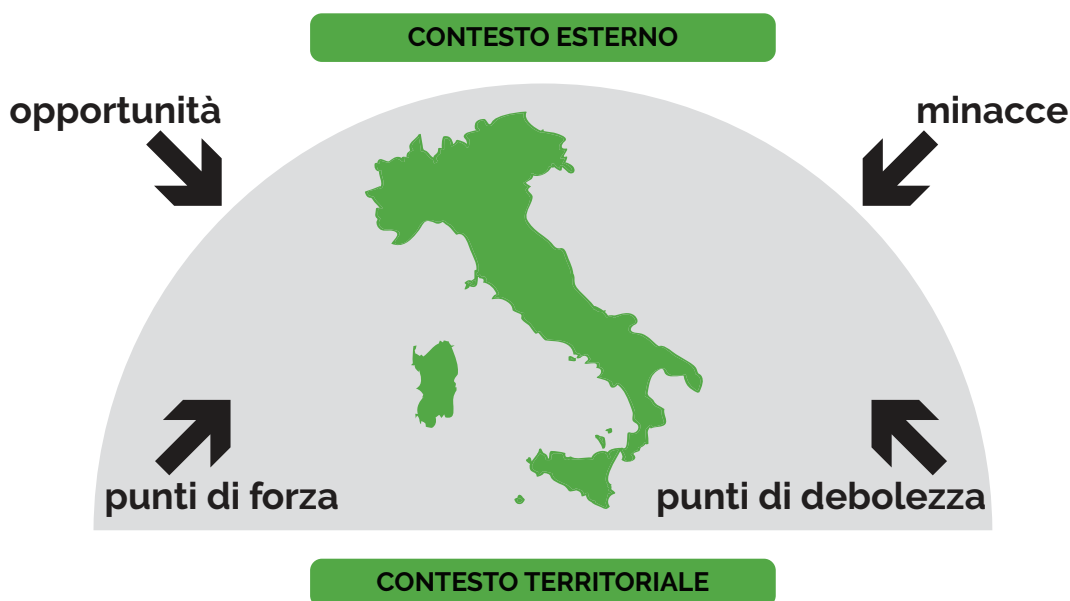 CONTESTO ESTERNO
opportunità
minacce
punti di forza
punti di debolezza
CONTESTO TERRITORIALE